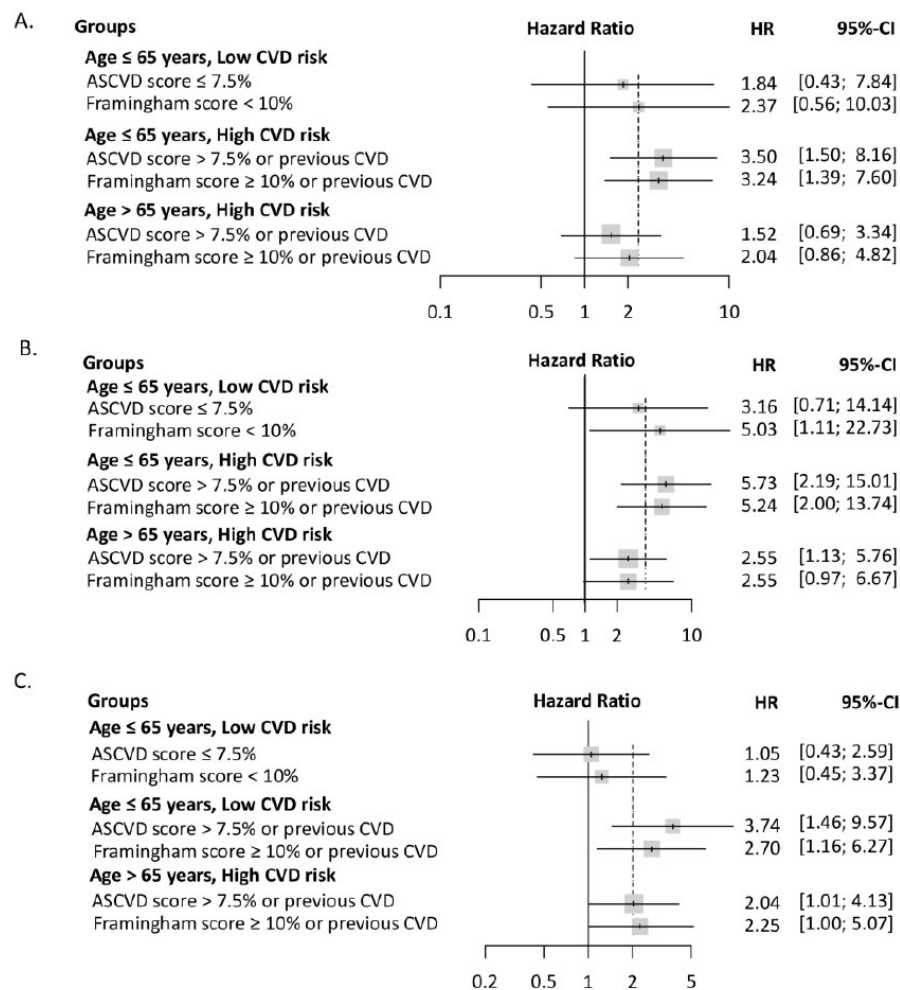 A.
Groups Hazard Ratio HR 95%-CI
Age ≤ 65 years, Low CVD risk
ASCVD score ≤ 7.5% 1.84 [0.43; 7.84]
Framingham score < 10% 2.37 [0.56; 10.03]
Age ≤ 65 years, High CVD risk
ASCVD score > 7.5% or previous CVD 3.50 [1.50; 8.16]
Framingham score ≥ 10% or previous CVD 3.24 [1.39; 7.60]
Age > 65 years, High CVD risk
ASCVD score > 7.5% or previous CVD 1.52 [0.69; 3.34]
Framingham score ≥ 10% or previous CVD 2.04 [0.86; 4.82]
0.1 0.5 1 2 10
B.
Groups Hazard Ratio HR 95%-CI
Age ≤ 65 years, Low CVD risk
ASCVD score ≤ 7.5% 3.16 [0.71; 14.14]
Framingham score < 10% 5.03 [1.11; 22.73]
Age ≤ 65 years, High CVD risk
ASCVD score > 7.5% or previous CVD 5.73 [2.19; 15.01]
Framingham score ≥ 10% or previous CVD 5.24 [2.00; 13.74]
Age > 65 years, High CVD risk
ASCVD score > 7.5% or previous CVD 2.55 [1.13; 5.76]
Framingham score ≥ 10% or previous CVD 2.55 [0.97; 6.67]
0.1 0.5 1 2 10
C.
Groups Hazard Ratio HR 95%-CI
Age ≤ 65 years, Low CVD risk
ASCVD score ≤ 7.5% 1.05 [0.43; 2.59]
Framingham score < 10% 1.23 [0.45; 3.37]
Age ≤ 65 years, Low CVD risk
ASCVD score > 7.5% or previous CVD 3.74 [1.46; 9.57]
Framingham score ≥ 10% or previous CVD 2.70 [1.16; 6.27]
Age > 65 years, High CVD risk
ASCVD score > 7.5% or previous CVD 2.04 [1.01; 4.13]
Framingham score ≥ 10% or previous CVD 2.25 [1.00; 5.07]
0.2 0.5 1 2 5